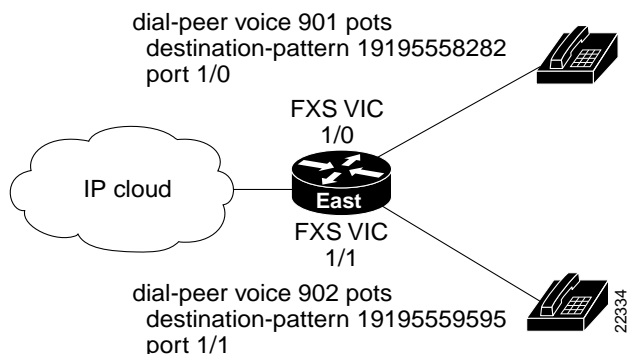 dial-peer voice 901 pots
destination-pattern 19195558282
port 1/0
FXS VIC
1/0
IP cloud
East
FXS VIC
1/1
dial-peer voice 902 pots
destination-pattern 19195559595
port 1/1
22334